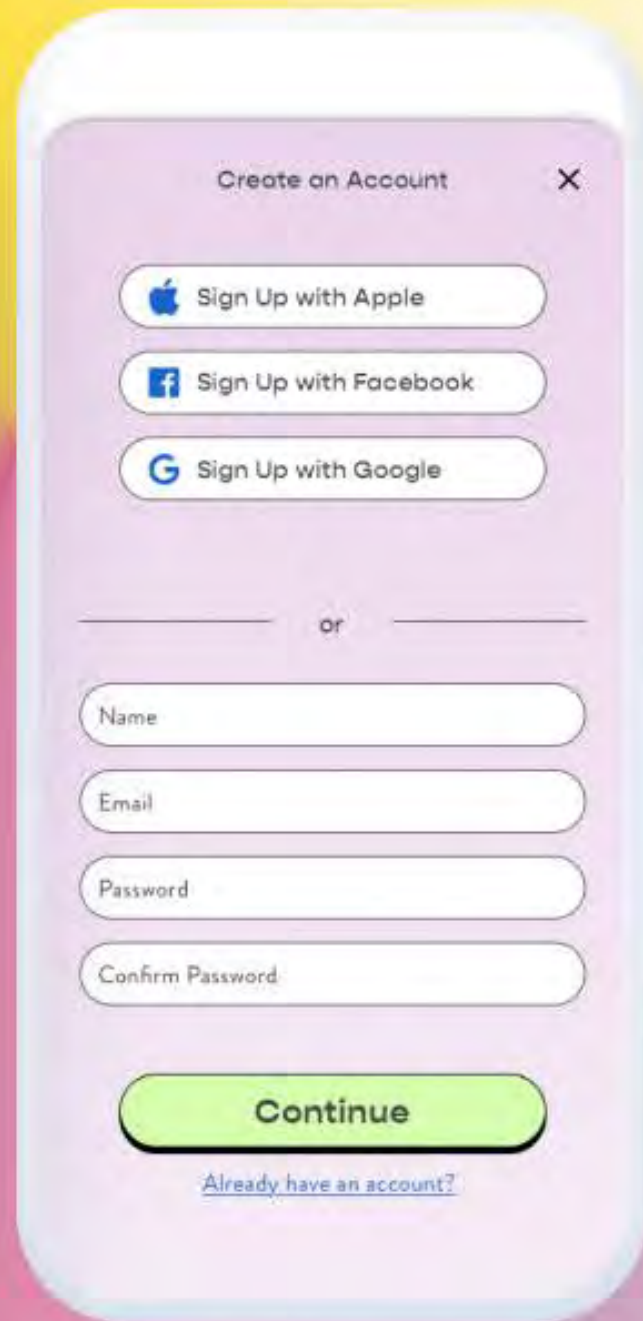 Create an Account
Sign Up with Apple
Sign Up with Facebook
Sign Up with Google
or
Name
Email
Password
Confirm Password
Continue
Already have an account?